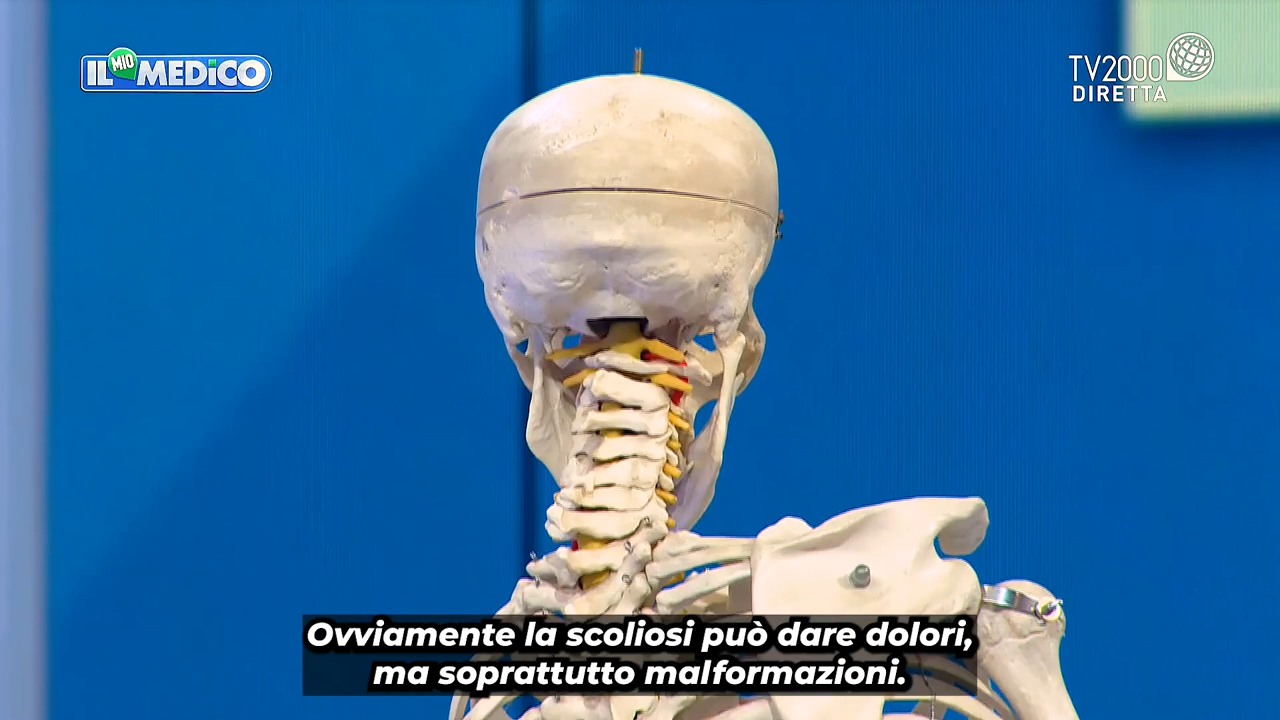 IL MIO MEDICO
TV2000
DIRETTA
Ovviamente la scoliosi può dare dolori,
ma soprattutto malformazioni.